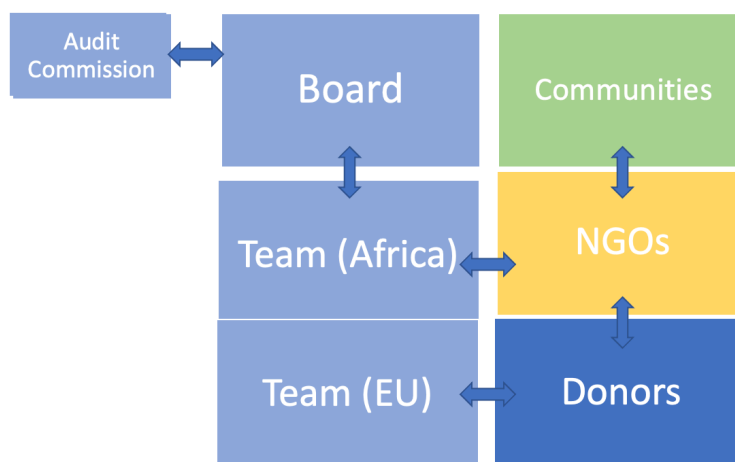 Audit
Commission
Board
Communities
Team (Africa)
NGOs
Team (EU)
Donors